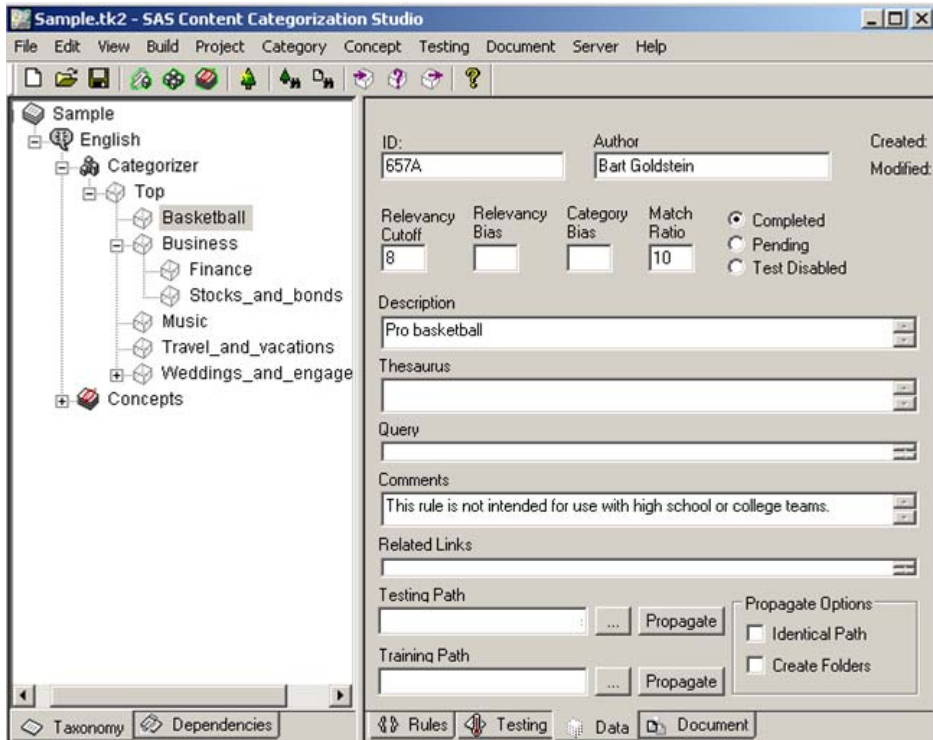 Sample.tk2 - SAS Content Categorization Studio
File Edit View Build Project Category Concept Testing Document Server Help
Sample
English
Categorizer
Top
Basketball
Business
Finance
Stocks_and_bonds
Music
Travel_and_vacations
Weddings_and_engage
Concepts
Taxonomy Dependencies
ID: Author Created:
657A Bart Goldstein Modified:
Relevancy Cutoff Relevancy Bias Category Bias Match Ratio
8 10
Completed
Pending
Test Disabled
Description
Pro basketball
Thesaurus
Query
Comments
This rule is not intended for use with high school or college teams.
Related Links
Testing Path
... Propagate
Training Path
... Propagate
Propagate Options
Identical Path
Create Folders
Rules Testing Data Document